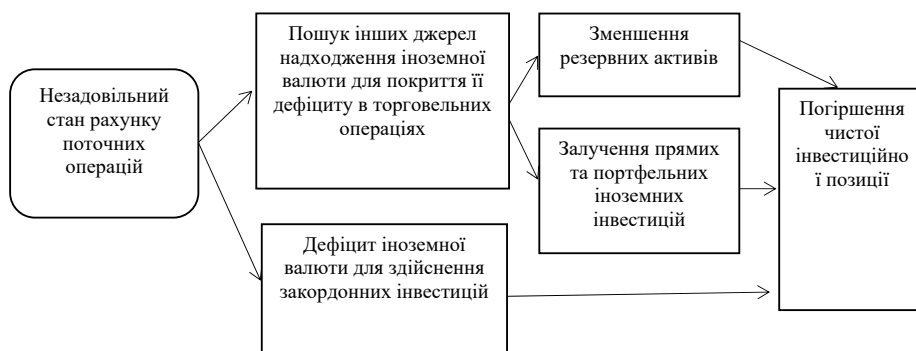 Незадовільний
стан рахунку
поточних
операцій
Пошук інших джерел
надходження іноземної
валюти для покриття її
дефіциту в торговельних
операціях
Дефіцит іноземної
валюти для здійснення
закордонних інвестицій
Зменшення
резервних активів
Залучення прямих
та портфельних
іноземних
інвестицій
Погіршення
чистої
інвестиційно
ї позиції